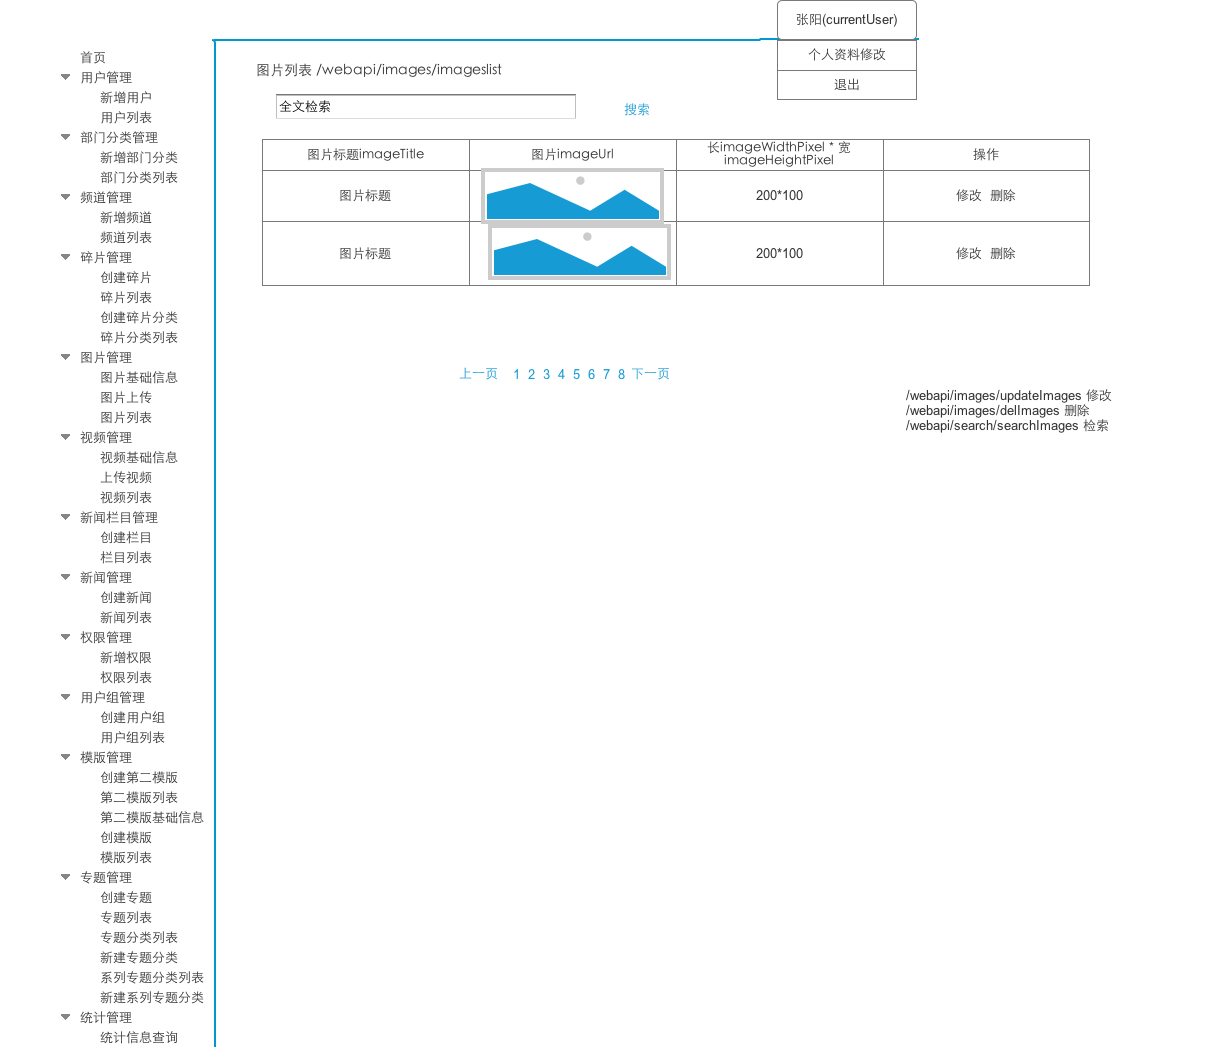 张阳(currentUser)
个人资料修改
退出
首页
用户管理
新增用户
用户列表
部门分类管理
新增部门分类
部门分类列表
频道管理
新增频道
频道列表
碎片管理
创建碎片
碎片列表
创建碎片分类
碎片分类列表
图片管理
图片基础信息
图片上传
图片列表
视频管理
视频基础信息
上传视频
视频列表
新闻栏目管理
创建栏目
栏目列表
新闻管理
创建新闻
新闻列表
权限管理
新增权限
权限列表
用户组管理
创建用户组
用户组列表
模版管理
创建第二模版
第二模版列表
第二模版基础信息
创建模版
模版列表
专题管理
创建专题
专题列表
专题分类列表
新建专题分类
系列专题分类列表
新建系列专题分类
统计管理
统计信息查询
图片列表 /webapi/images/imageslist
全文检索 搜索
图片标题imageTitle 图片imageUrl 长imageWidthPixel * 宽
imageHeightPixel 操作
图片标题 200*100 修改 删除
图片标题 200*100 修改 删除
上一页 1 2 3 4 5 6 7 8 下一页
/webapi/images/updateImages 修改
/webapi/images/delImages 删除
/webapi/search/searchImages 检索